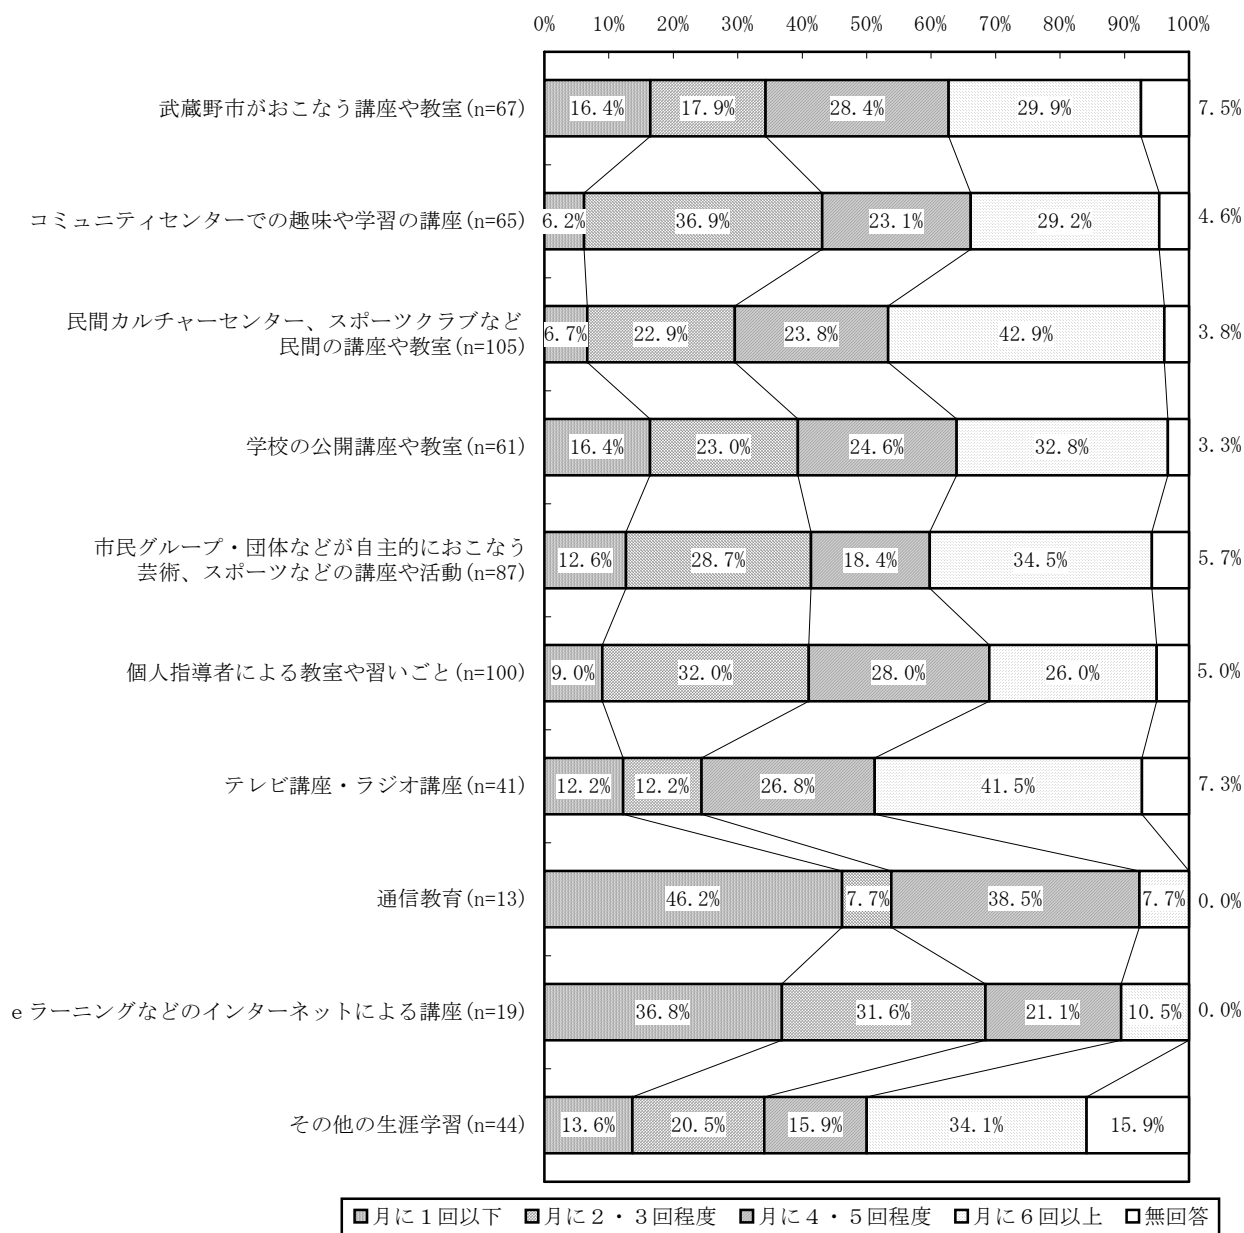 0% 10% 20% 30% 40% 50% 60% 70% 80% 90% 100%
武蔵野市がおこなう講座や教室(n=67) 16.4% 17.9% 28.4% 29.9% 7.5%
コミュニティセンターでの趣味や学習の講座(n=65) 6.2% 36.9% 23.1% 29.2% 4.6%
民間カルチャーセンター、スポーツクラブなど
民間の講座や教室(n=105) 6.7% 22.9% 23.8% 42.9% 3.8%
学校の公開講座や教室(n=61) 16.4% 23.0% 24.6% 32.8% 3.3%
市民グループ・団体などが自主的におこなう
芸術、スポーツなどの講座や活動(n=87) 12.6% 28.7% 18.4% 34.5% 5.7%
個人指導者による教室や習いごと(n=100) 9.0% 32.0% 28.0% 26.0% 5.0%
テレビ講座・ラジオ講座(n=41) 12.2% 12.2% 26.8% 41.5% 7.3%
通信教育(n=13) 46.2% 7.7% 38.5% 7.7% 0.0%
eラーニングなどのインターネットによる講座(n=19) 36.8% 31.6% 21.1% 10.5% 0.0%
その他の生涯学習(n=44) 13.6% 20.5% 15.9% 34.1% 15.9%
月に1回以下 月に2・3回程度 月に4・5回程度 月に6回以上 無回答